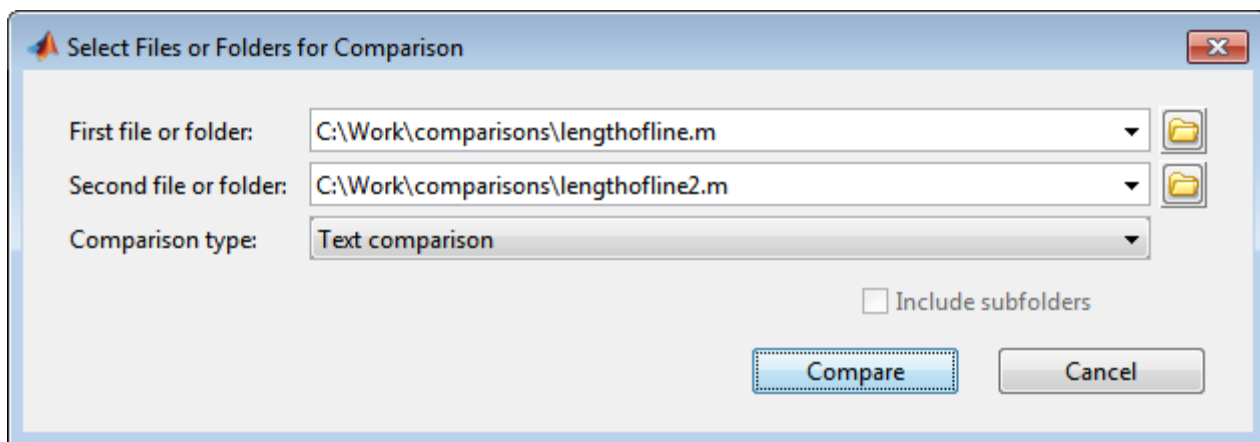 Select Files or Folders for Comparison
First file or folder: C:\Work\comparisons\lengthofline.m
Second file or folder: C:\Work\comparisons\lengthofline2.m
Comparison type: Text comparison
Include subfolders
Compare Cancel